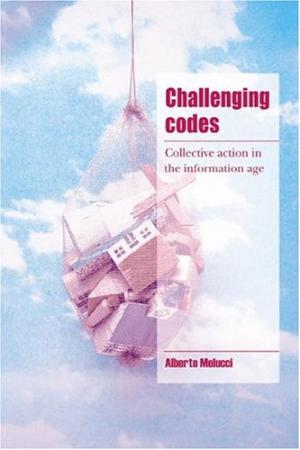 Challenging
codes
Collective action in
the information age
Alberto Melucci